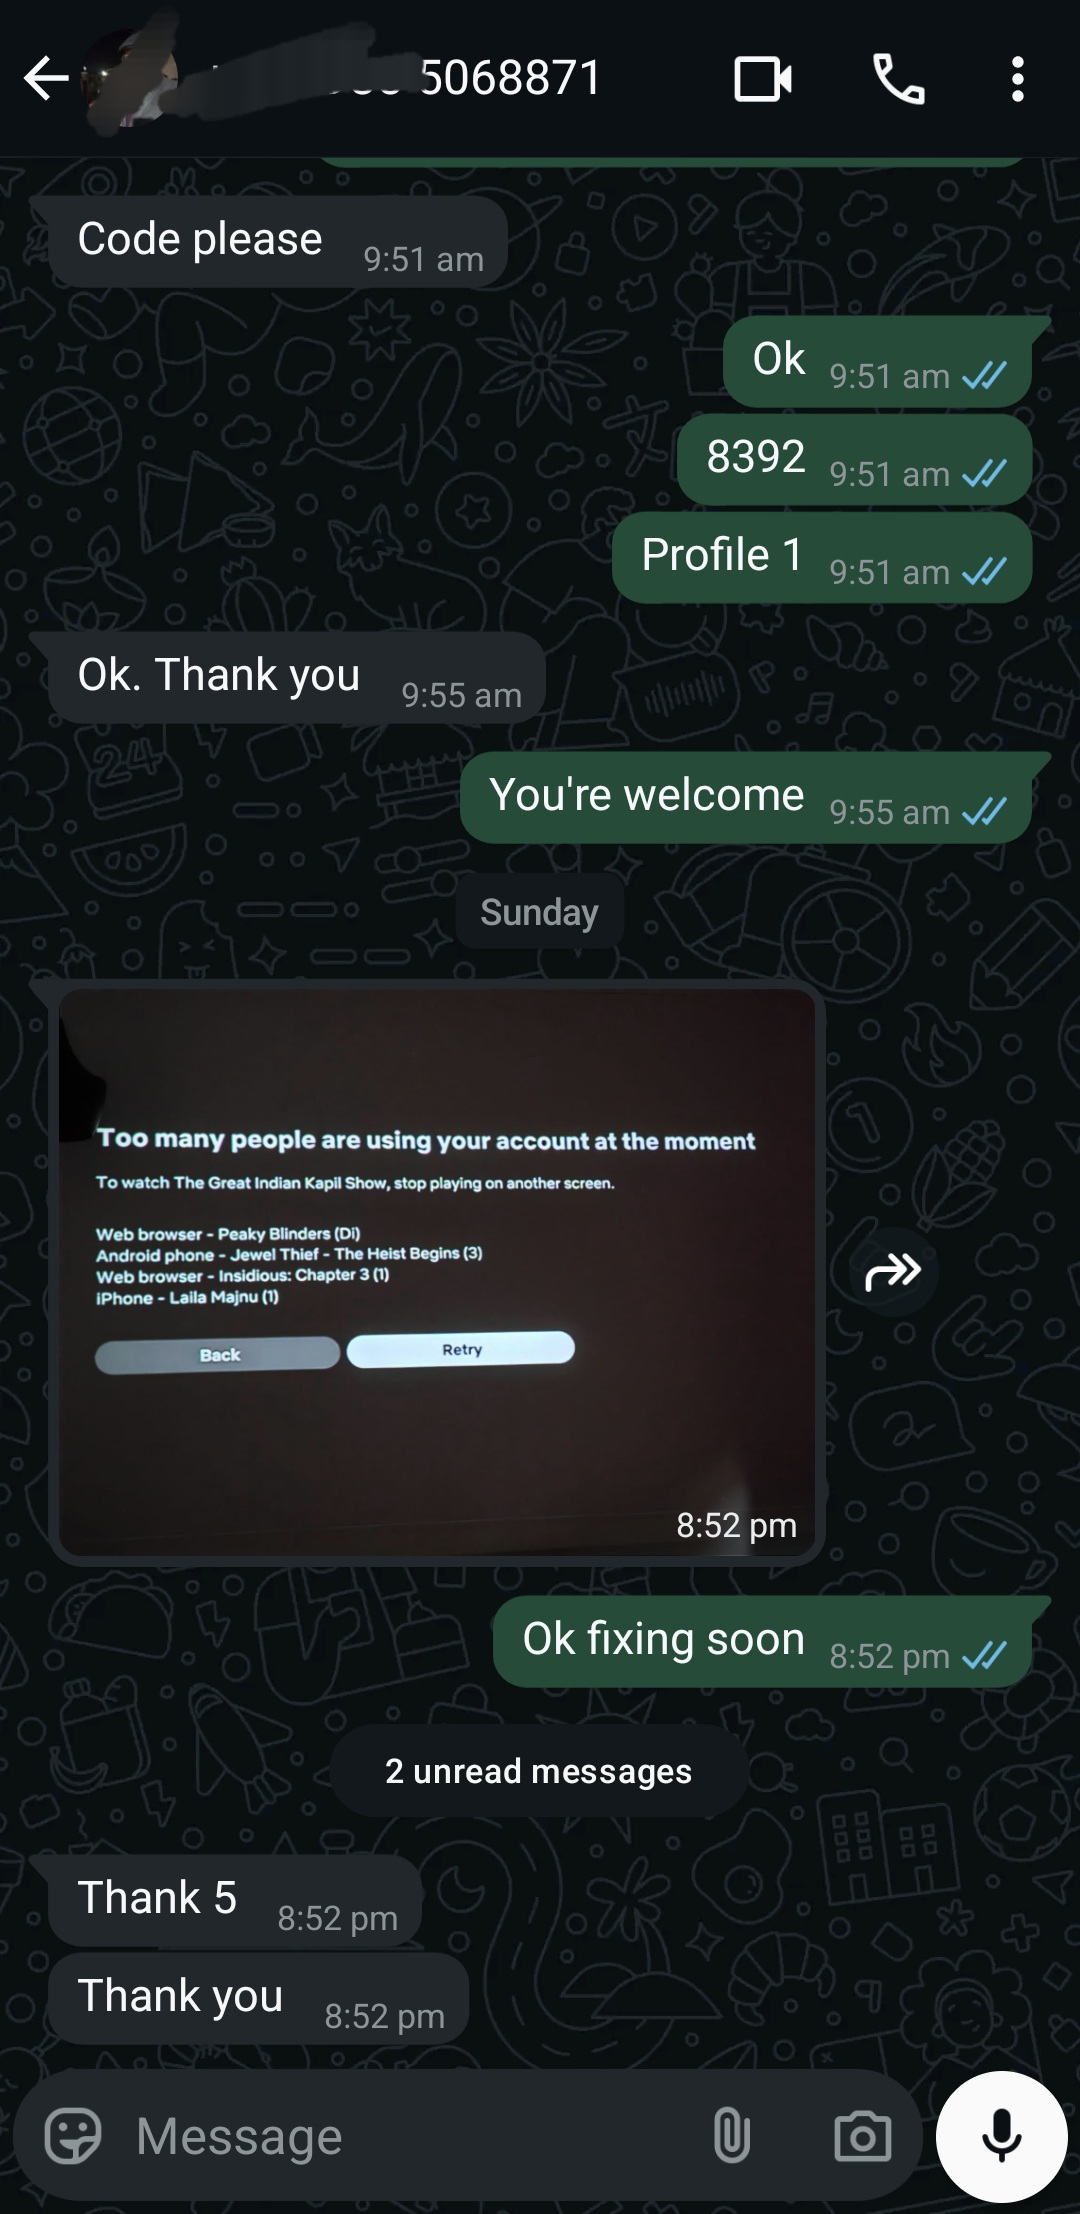 5068871
Code please 9:51 am
Ok 9:51 am
8392 9:51 am
Profile 1 9:51 am
Ok. Thank you 9:55 am
You're welcome 9:55 am
Sunday
Too many people are using your account at the moment
To watch The Great Indian Kapil Show, stop playing on another screen.
Web browser - Peaky Blinders (Di)
Android phone - Jewel Thief - The Heist Begins (3)
Web browser - Insidious: Chapter 3 (1)
iPhone - Laila Majnu (1)
Back Retry
8:52 pm
Ok fixing soon 8:52 pm
2 unread messages
Thank 5 8:52 pm
Thank you 8:52 pm
Message